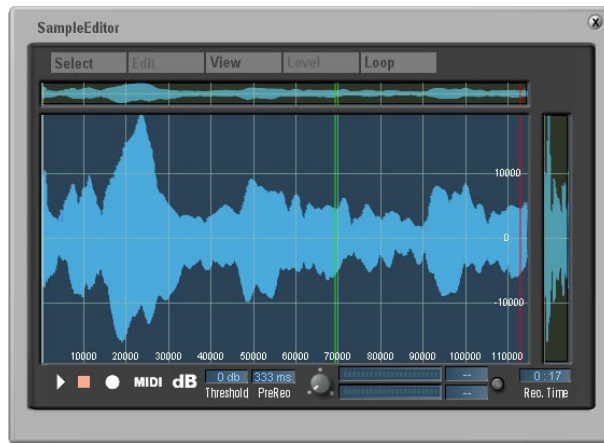 SampleEditor
X
Select Edit View Level Loop
10000
0
-10000
10000 20000 30000 40000 50000 60000 70000 80000 90000 100000 110000
MIDI dB 0 db 333 ms -- 0 : 17
Threshold PreRec -- Rec. Time